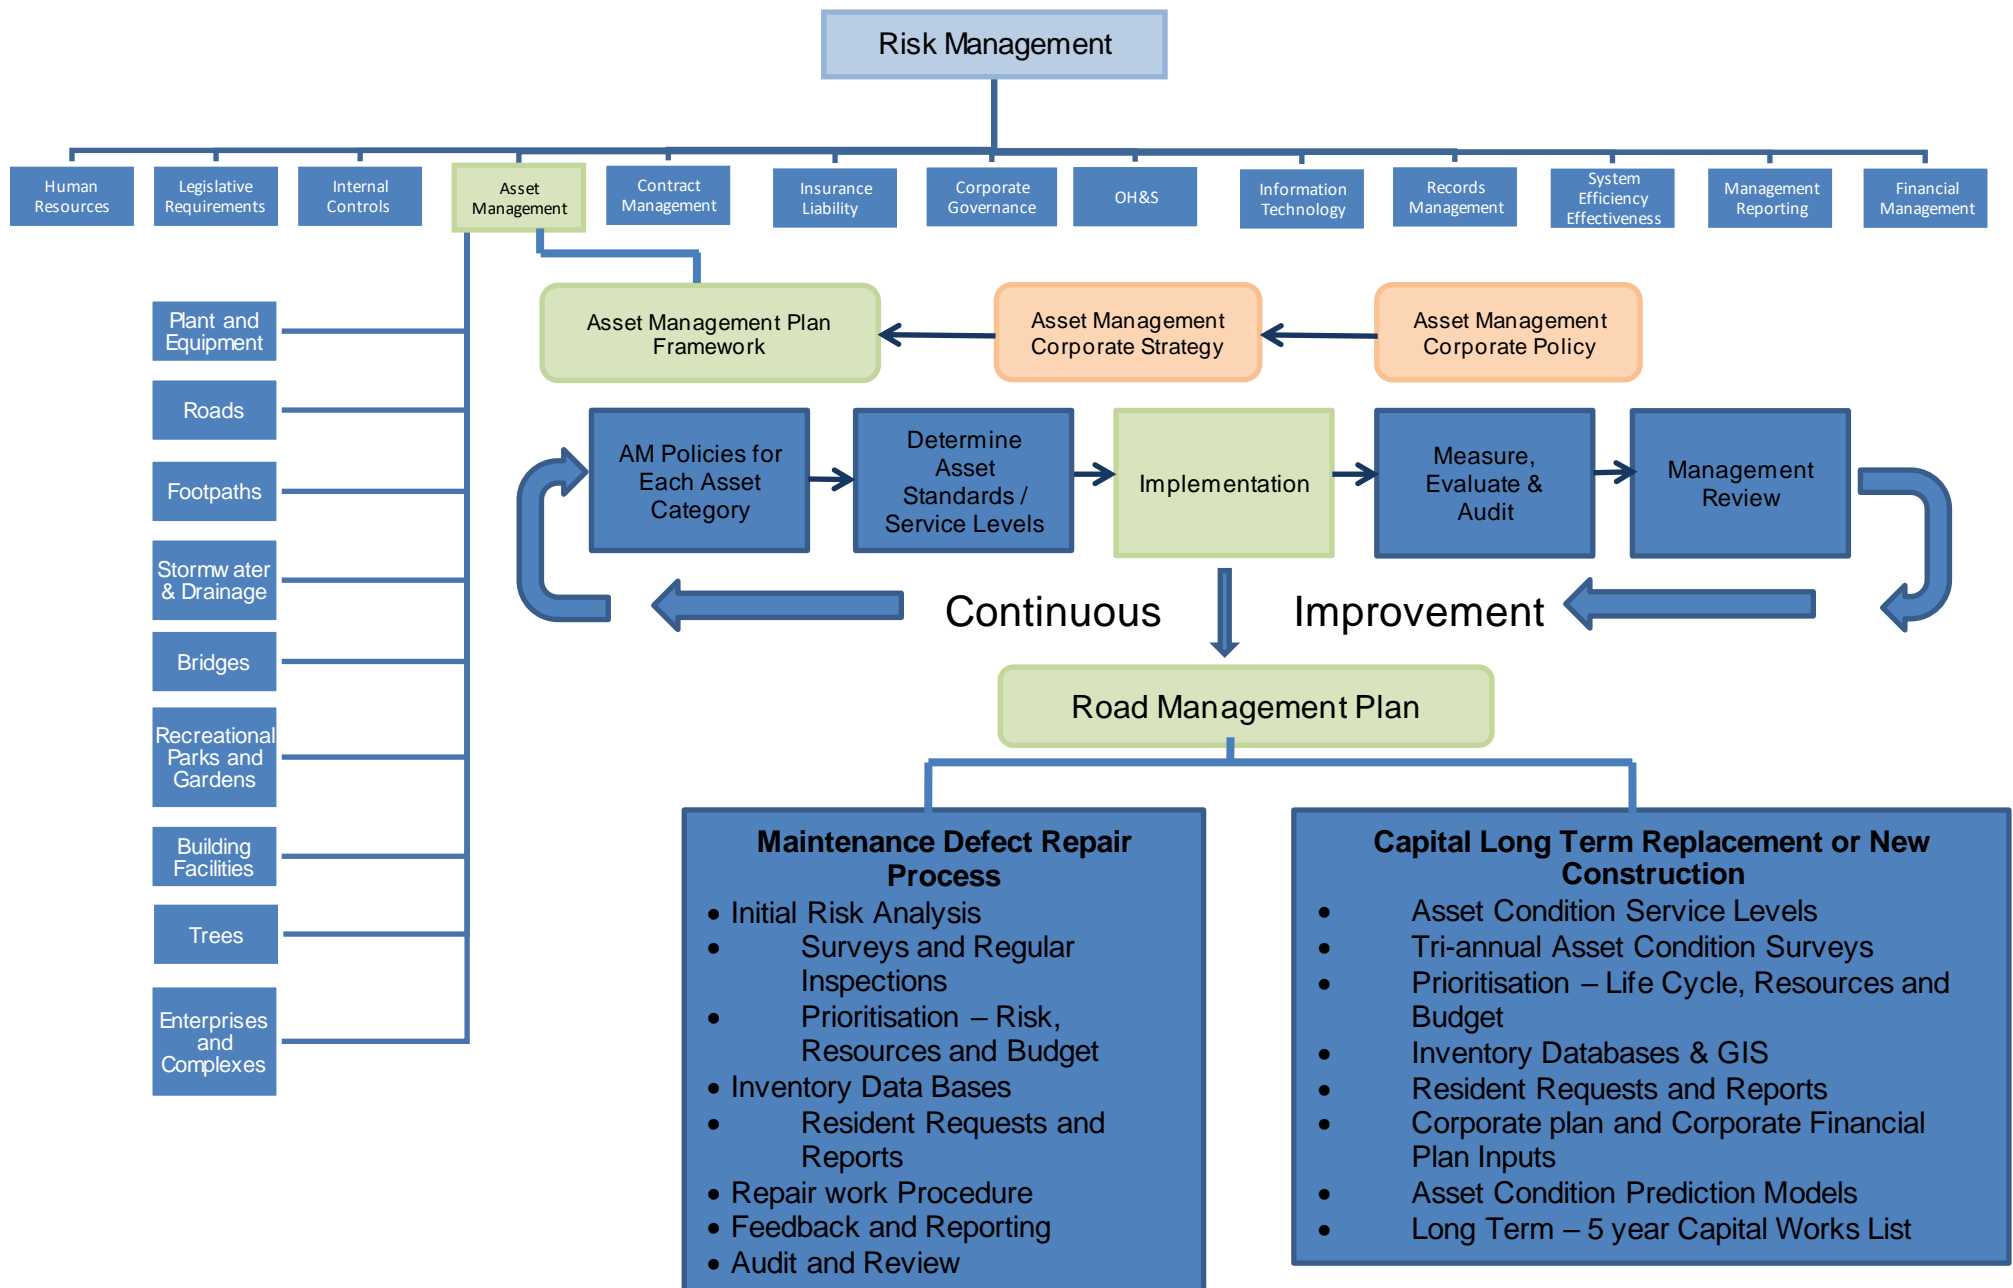 Risk Management
Human
Resources
Legislative
Requirements
Internal
Controls
Asset
Management
Contract
Management
Insurance
Liability
Corporate
Governance
OH&S
Information
Technology
Records
Management
System
Efficiency
Effectiveness
Management
Reporting
Financial
Management
Plant and
Equipment
Roads
Footpaths
Stormwater
& Drainage
Bridges
Recreational
Parks and
Gardens
Building
Facilities
Trees
Enterprises
and
Complexes
Asset Management Plan
Framework
Asset Management
Corporate Strategy
Asset Management
Corporate Policy
AM Policies for
Each Asset
Category
Determine
Asset
Standards /
Service Levels
Implementation
Measure,
Evaluate &
Audit
Management
Review
Continuous Improvement
Road Management Plan
Maintenance Defect Repair
Process
• Initial Risk Analysis
• Surveys and Regular
Inspections
• Prioritisation – Risk,
Resources and Budget
• Inventory Data Bases
• Resident Requests and
Reports
• Repair work Procedure
• Feedback and Reporting
• Audit and Review
Capital Long Term Replacement or New
Construction
• Asset Condition Service Levels
• Tri-annual Asset Condition Surveys
• Prioritisation – Life Cycle, Resources and
Budget
• Inventory Databases & GIS
• Resident Requests and Reports
• Corporate plan and Corporate Financial
Plan Inputs
• Asset Condition Prediction Models
• Long Term – 5 year Capital Works List